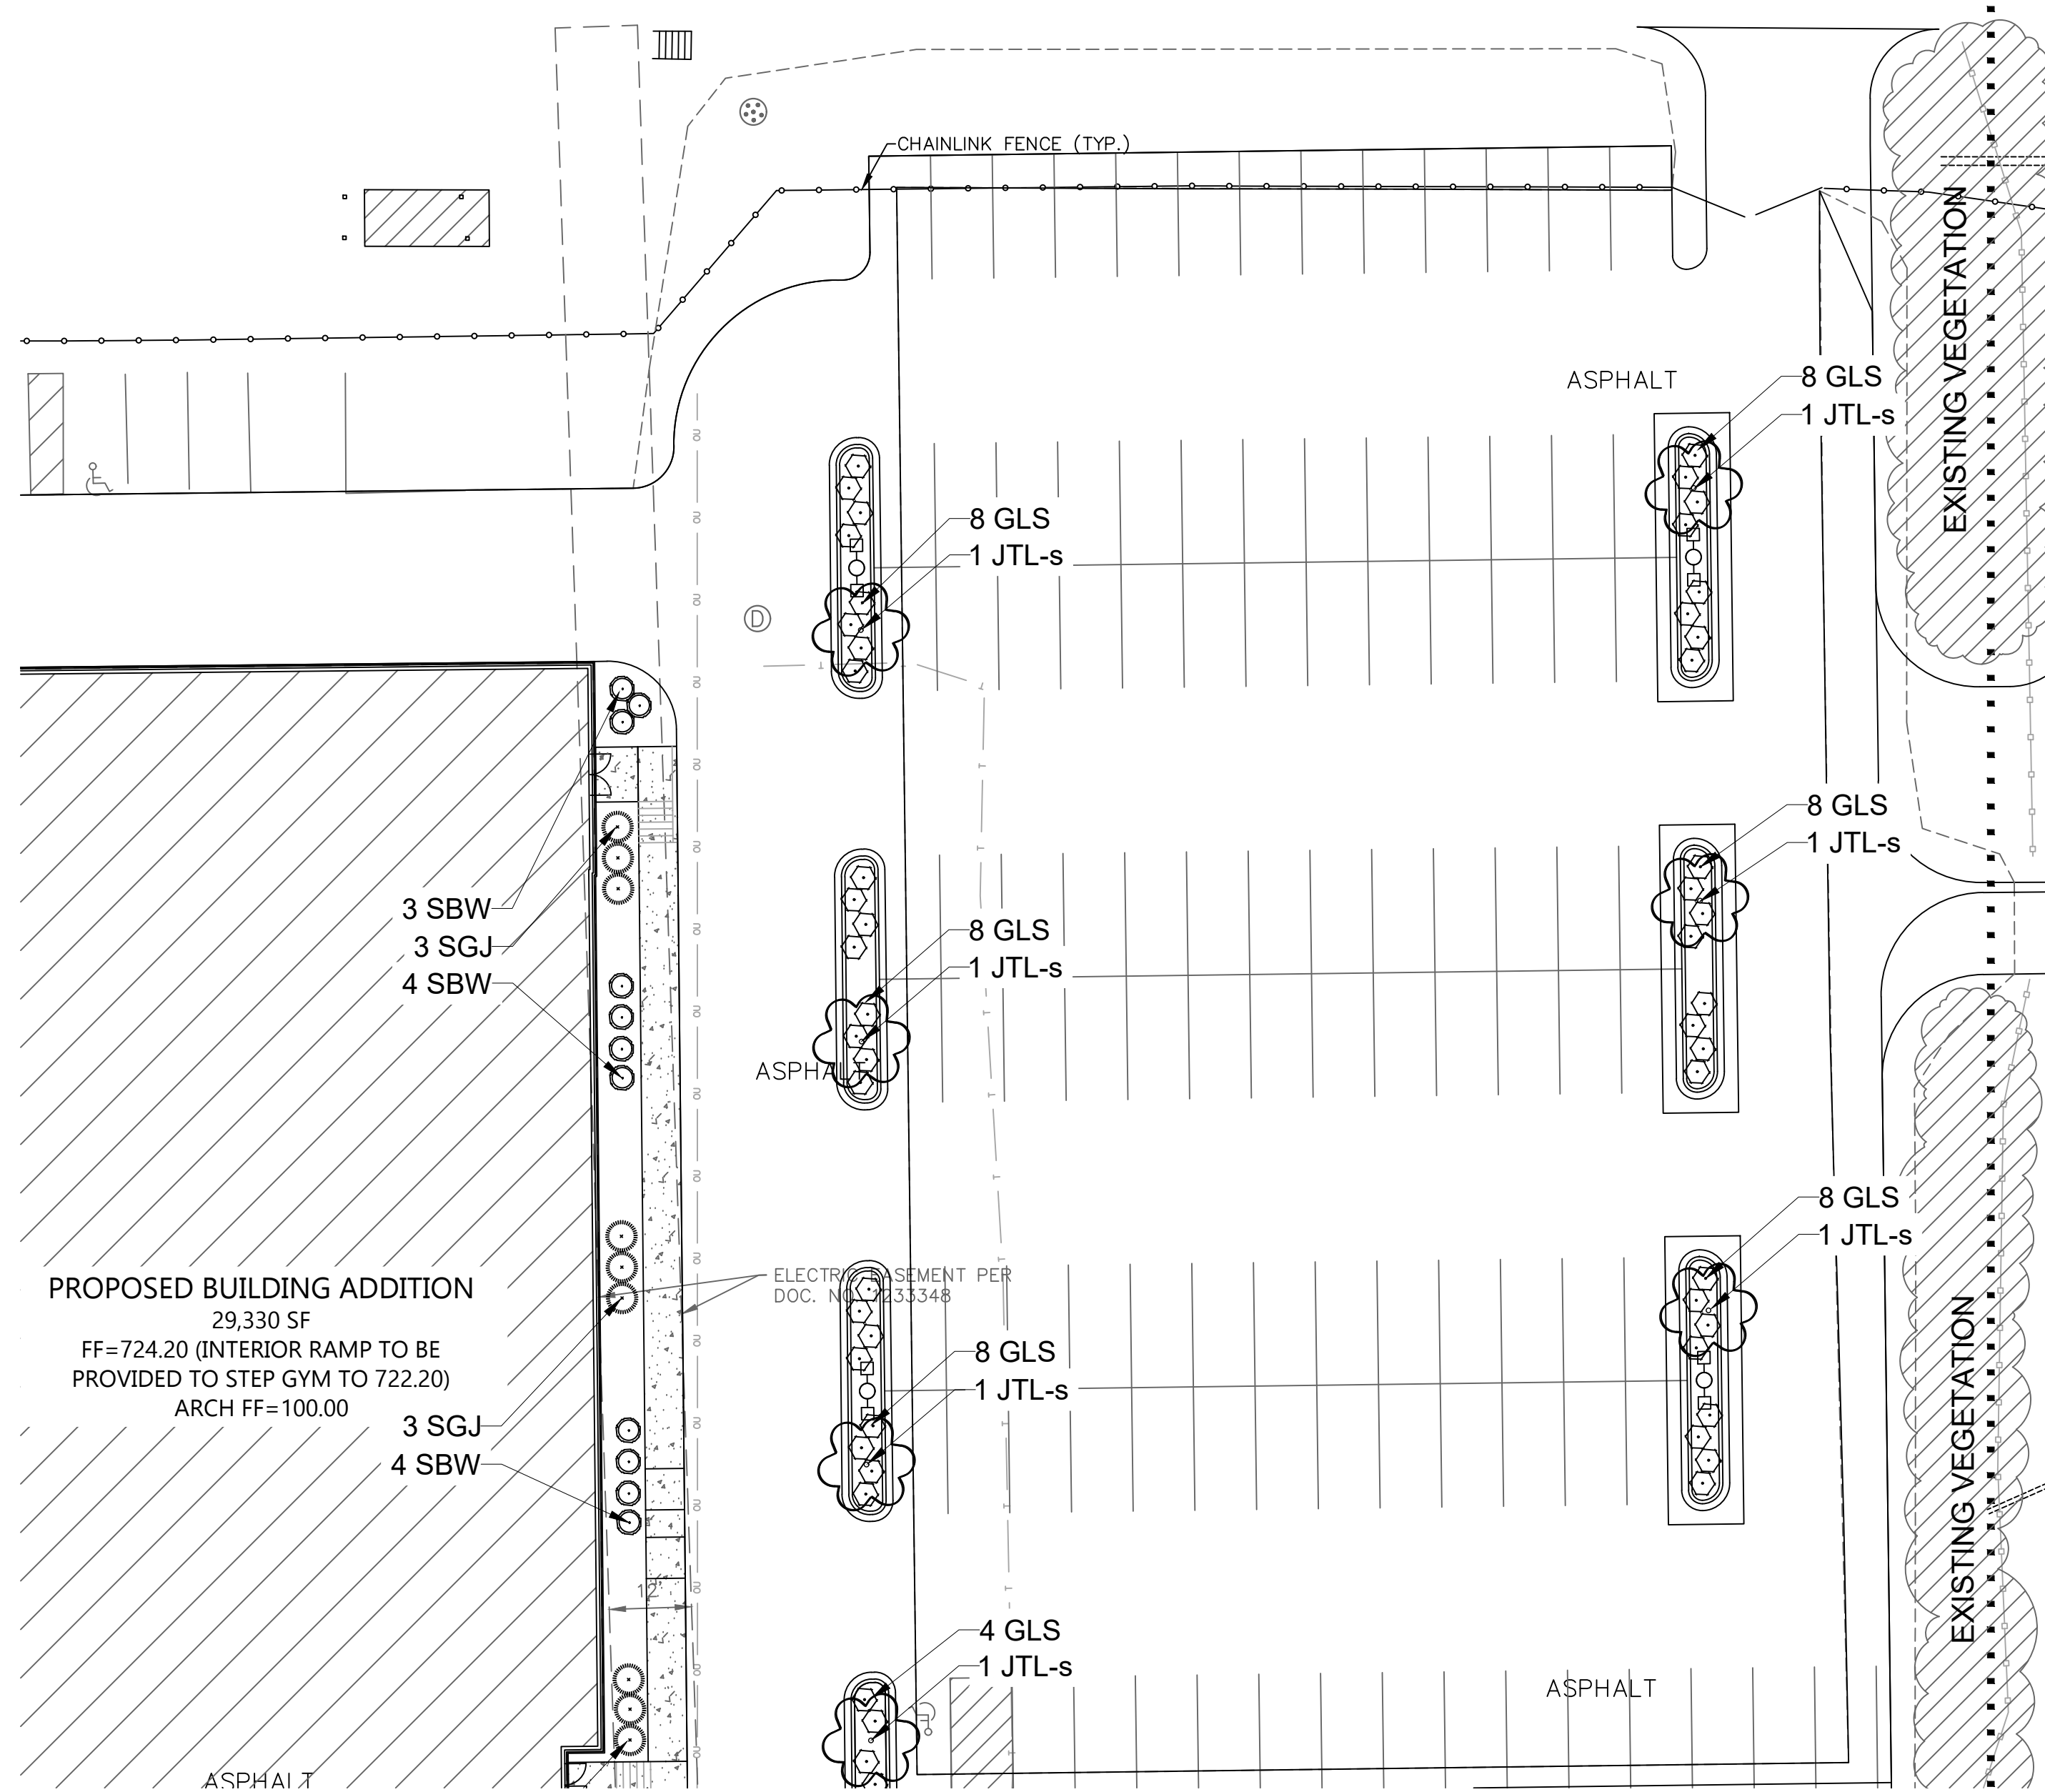 CHAINLINK FENCE (TYP.)
EXISTING VEGETATION
ASPHALT
8 GLS
1 JTL-s
8 GLS
1 JTL-s
OU
D
8 GLS
1 JTL-s
3 SBW
3 SGJ
4 SBW
8 GLS
1 JTL-s
ASPHALT
8 GLS
1 JTL-s
ELECTRIC EASEMENT PER
DOC. NO. 1233348
PROPOSED BUILDING ADDITION
29,330 SF
FF=724.20 (INTERIOR RAMP TO BE
PROVIDED TO STEP GYM TO 722.20)
ARCH FF=100.00
3 SGJ
4 SBW
8 GLS
1 JTL-s
EXISTING VEGETATION
12'
4 GLS
1 JTL-s
ASPHALT
ASPHALT